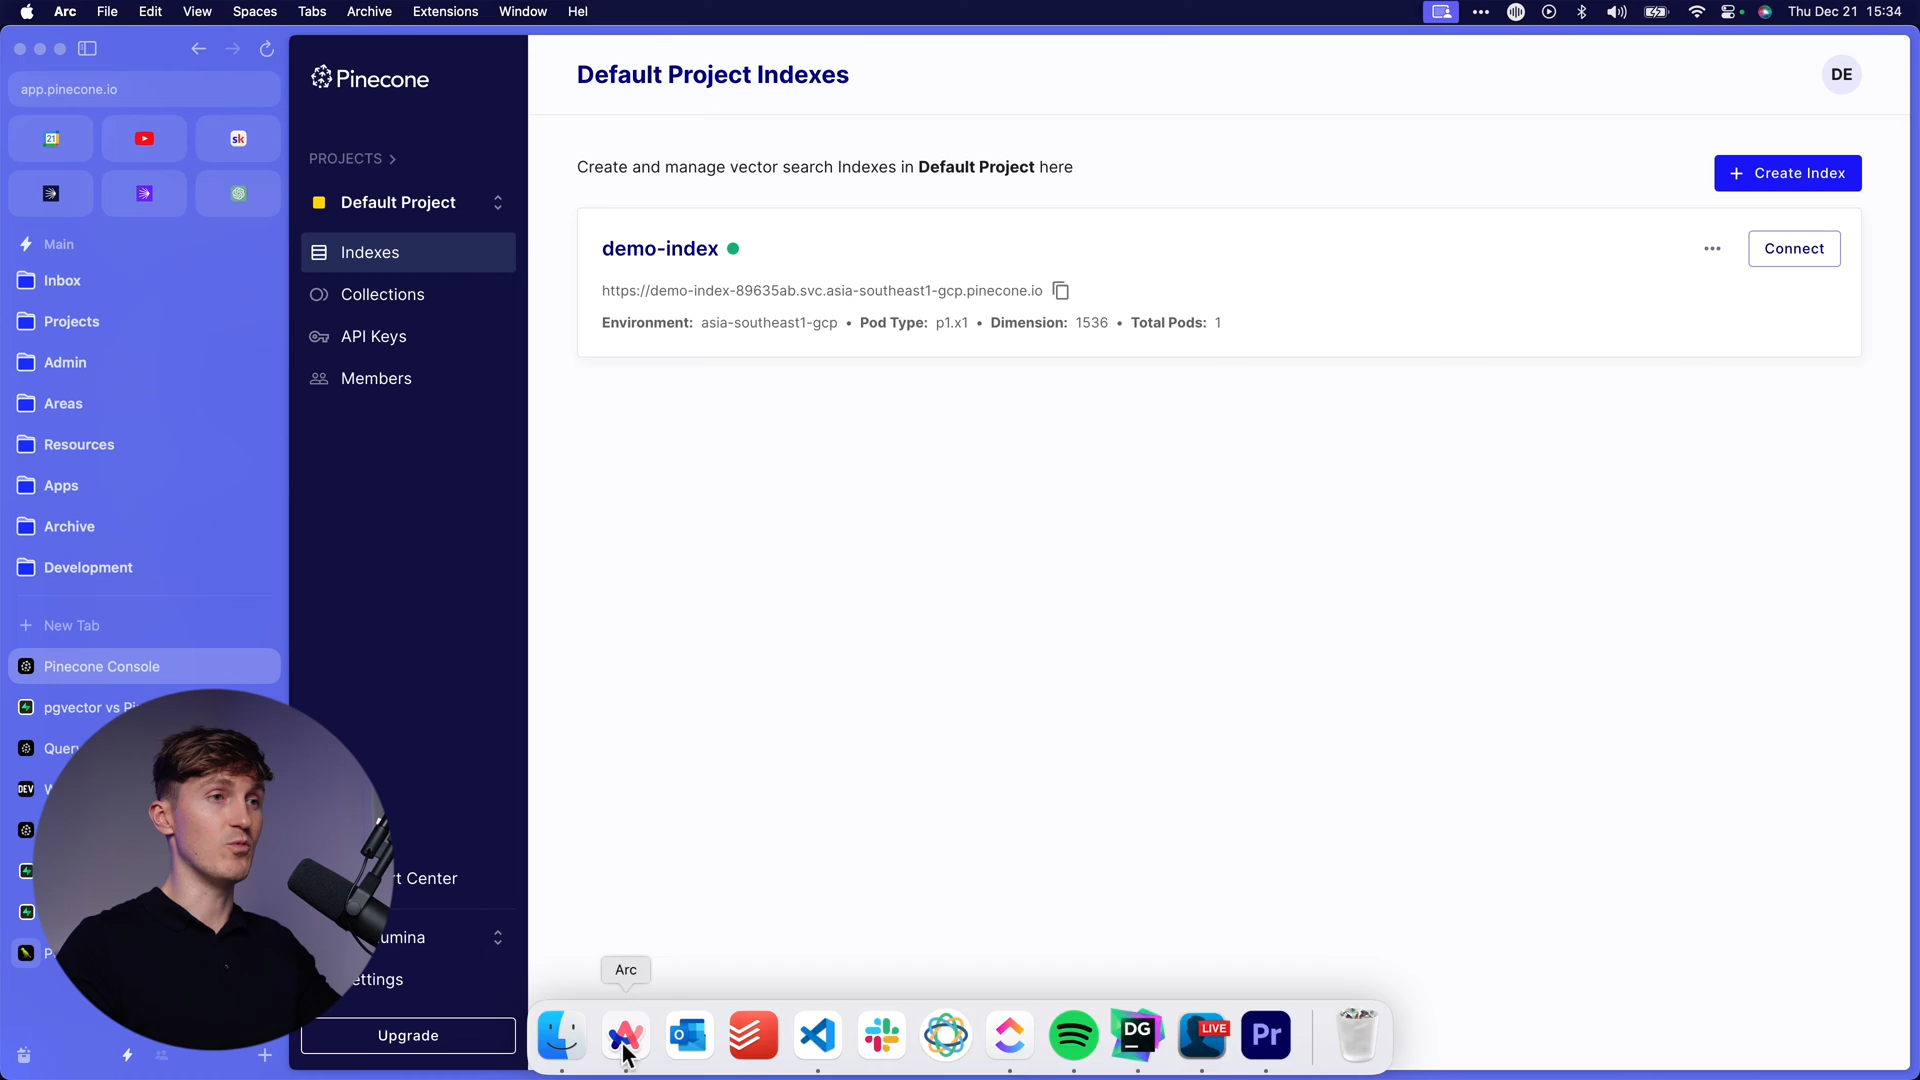 Arc File Edit View Spaces Tabs Archive Extensions Window Hel
Thu Dec 21 15:34
app.pinecone.io
21
sk
Main
Inbox
Projects
Admin
Areas
Resources
Apps
Archive
Development
New Tab
Pinecone Console
pgvector vs Pi
Query
DEV
Pinecone
PROJECTS
Default Project
Indexes
Collections
API Keys
Members
rt Center
umina
ettings
Upgrade
Default Project Indexes
DE
Create and manage vector search Indexes in Default Project here
+ Create Index
demo-index
Connect
https://demo-index-89635ab.svc.asia-southeast1-gcp.pinecone.io
Environment: asia-southeast1-gcp • Pod Type: p1.x1 • Dimension: 1536 • Total Pods: 1
Arc
DG
LIVE
Pr